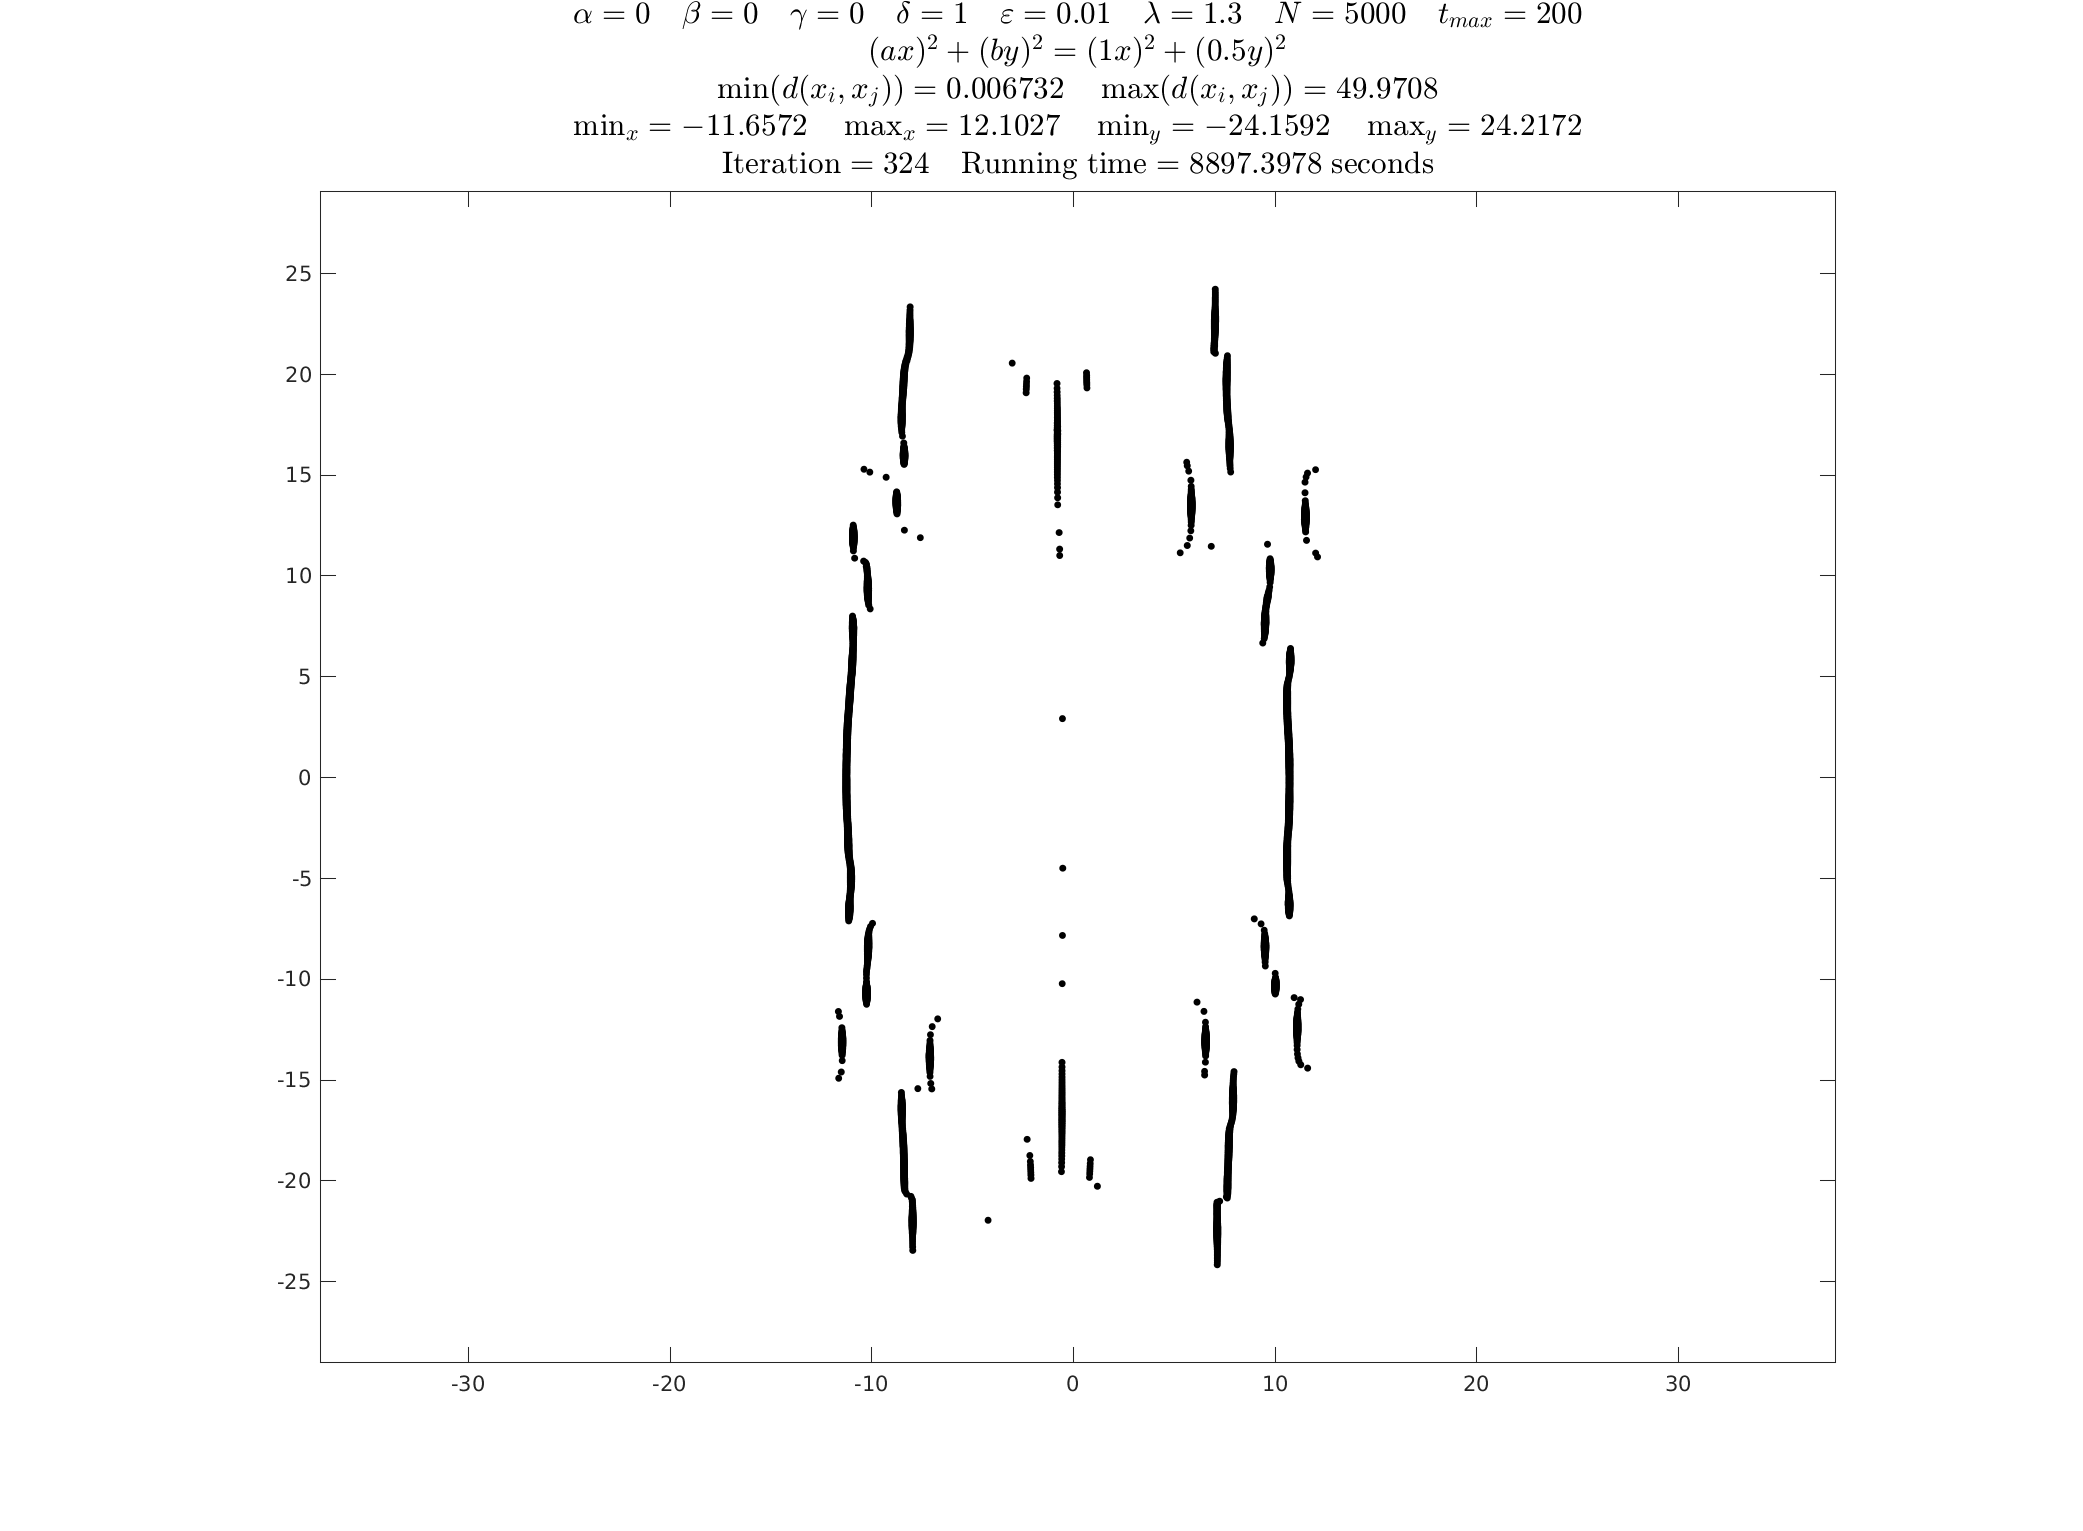 α = 0 β = 0 γ = 0 δ = 1 ε = 0.01 λ = 1.3 N = 5000 t_{max} = 200
(ax)² + (by)² = (1x)² + (0.5y)²
min(d(x_i, x_j)) = 0.006732 max(d(x_i, x_j)) = 49.9708
min_x = −11.6572 max_x = 12.1027 min_y = −24.1592 max_y = 24.2172
Iteration = 324 Running time = 8897.3978 seconds
25
20
15
10
5
0
-5
-10
-15
-20
-25
-30 -20 -10 0 10 20 30